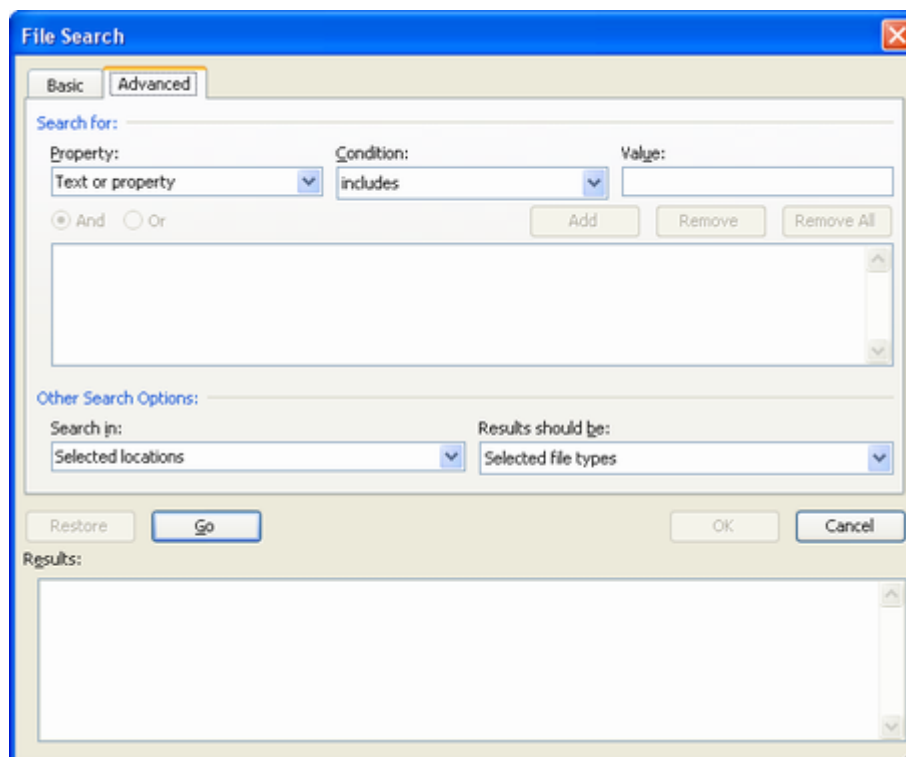 File Search
Basic Advanced
Search for:
Property: Condition: Value:
Text or property includes
And Or Add Remove Remove All
Other Search Options:
Search in: Results should be:
Selected locations Selected file types
Restore Go OK Cancel
Results: